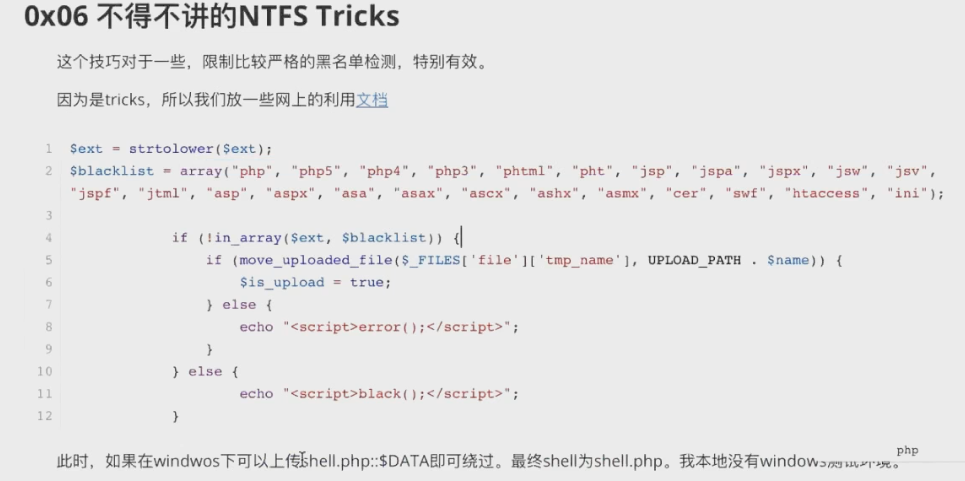 0x06 不得不讲的NTFS Tricks
这个技巧对于一些，限制比较严格的黑名单检测，特别有效。
因为是tricks，所以我们放一些网上的利用文档
1 $ext = strtolower($ext);
2 $blacklist = array("php", "php5", "php4", "php3", "phtml", "pht", "jsp", "jspa", "jspx", "jsw", "jsv",
"jspf", "jtml", "asp", "aspx", "asa", "asax", "ascx", "ashx", "asmx", "cer", "swf", "htaccess", "ini");
3
4 if (!in_array($ext, $blacklist)) {
5 if (move_uploaded_file($_FILES['file']['tmp_name'], UPLOAD_PATH . $name)) {
6 $is_upload = true;
7 } else {
8 echo "<script>error();</script>";
9 }
10 } else {
11 echo "<script>black();</script>";
12 }
php
此时，如果在windwos下可以上传shell.php::$DATA即可绕过。最终shell为shell.php。我本地没有windows测试环境。